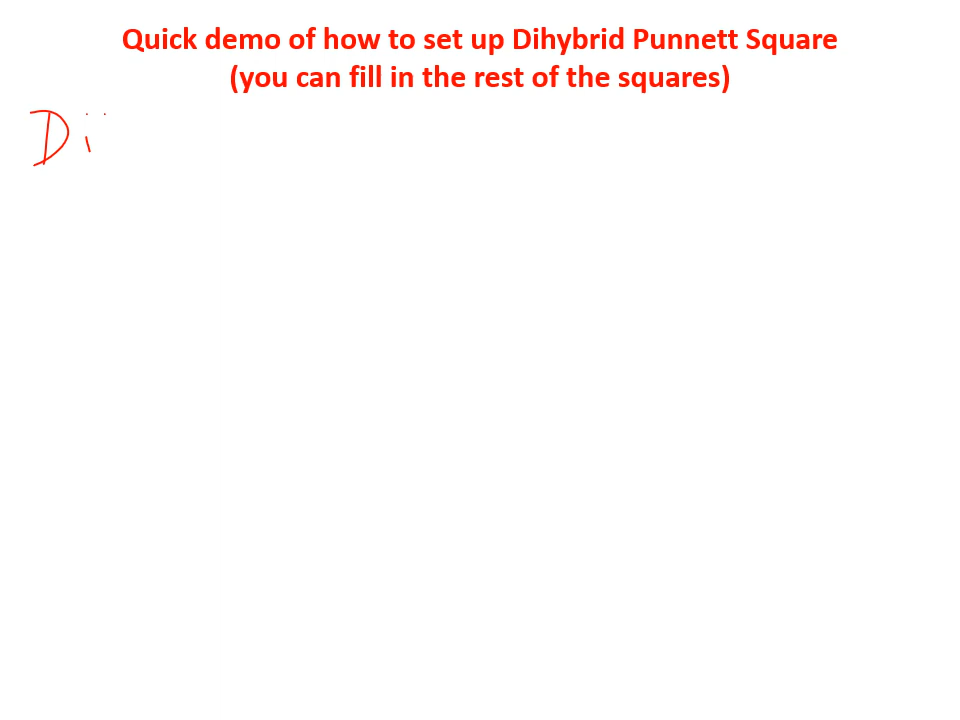 Quick demo of how to set up Dihybrid Punnett Square
(you can fill in the rest of the squares)
Di